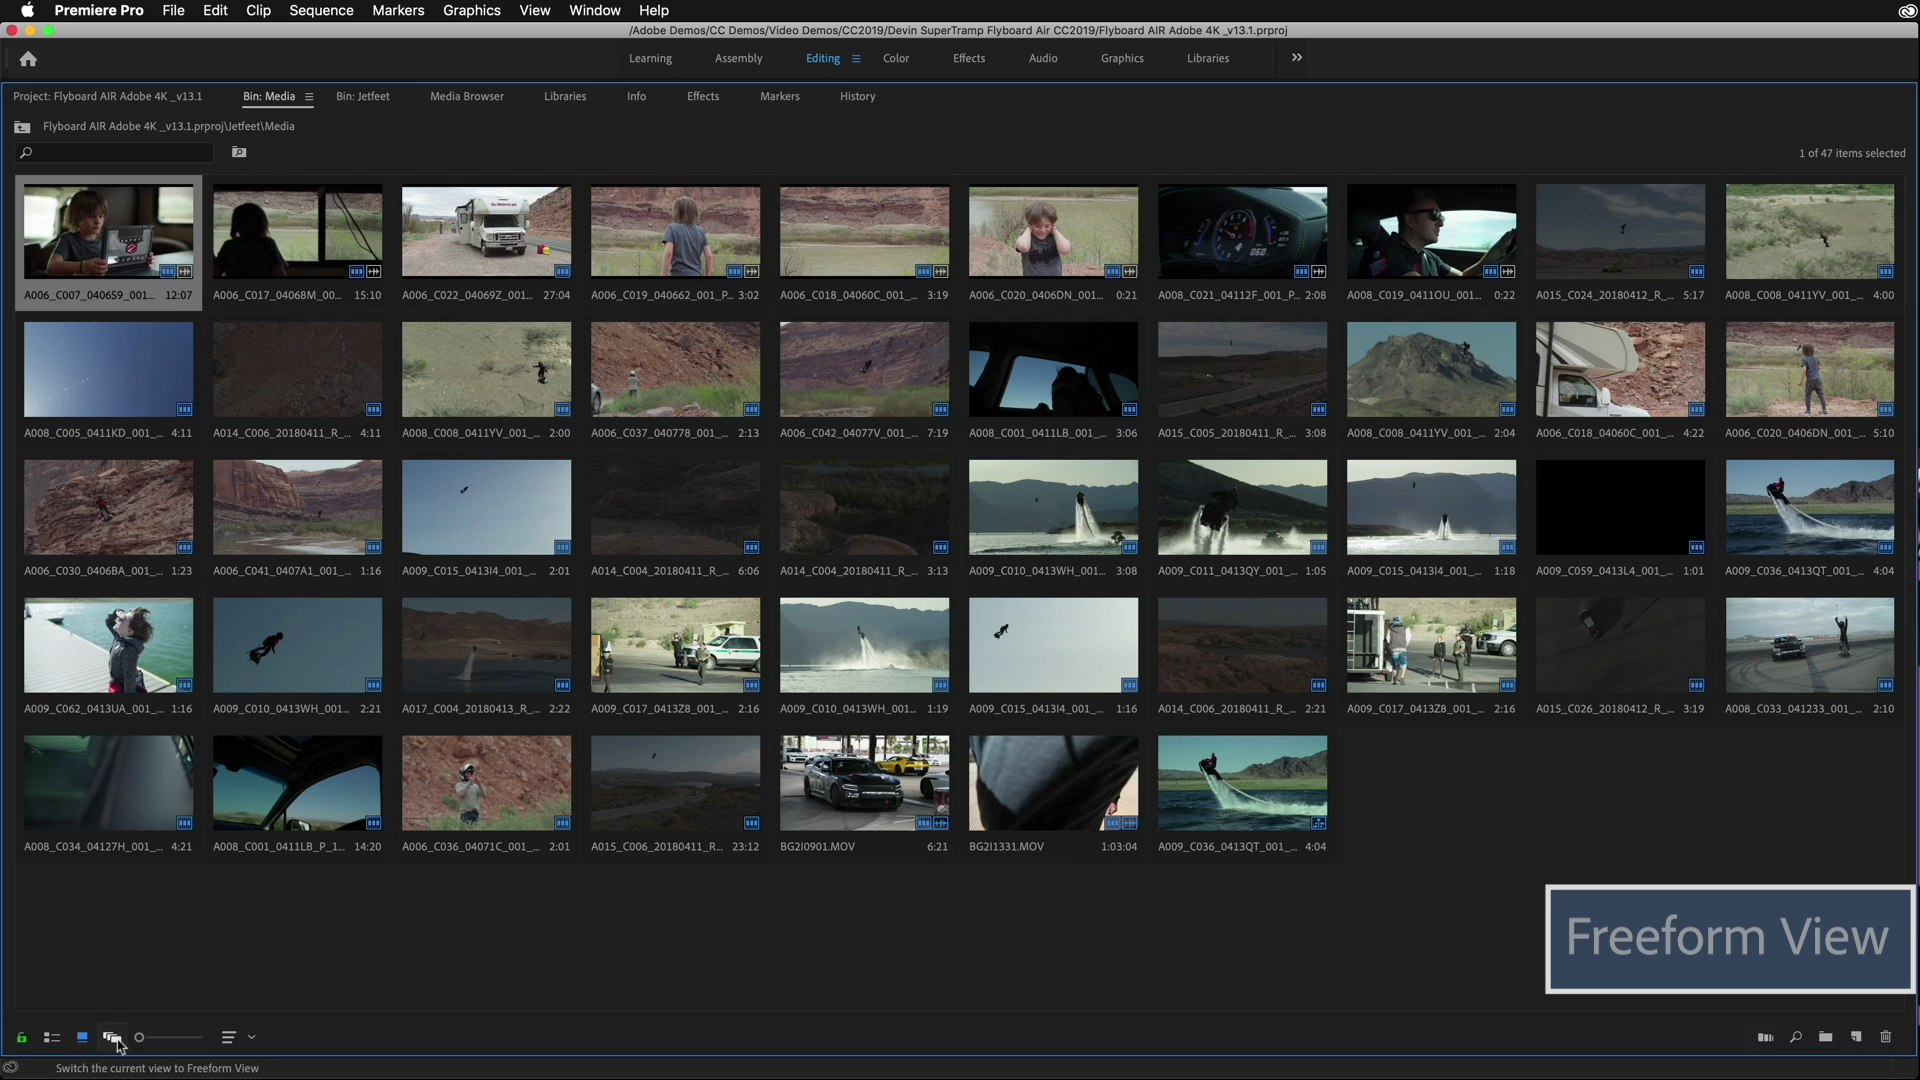 Premiere Pro File Edit Clip Sequence Markers Graphics View Window Help
/Adobe Demos/CC Demos/Video Demos/CC2019/Devin SuperTramp Flyboard Air CC2019/Flyboard AIR Adobe 4K _v13.1.prproj
Learning Assembly Editing Color Effects Audio Graphics Libraries
Project: Flyboard AIR Adobe 4K _v13.1 Bin: Media Bin: Jetfeet Media Browser Libraries Info Effects Markers History
Flyboard AIR Adobe 4K _v13.1.prproj\Jetfeet\Media
1 of 47 items selected
A006_C007_0406S9_001... 12:07 A006_C017_04068M_00... 15:10 A006_C022_04069Z_001... 27:04 A006_C019_040662_001_P... 3:02 A006_C018_04060C_001_... 3:19 A006_C020_0406DN_001... 0:21 A008_C021_04112F_001_P... 2:08 A008_C019_0411OU_001... 0:22 A015_C024_20180412_R_... 5:17 A008_C008_0411YV_001_... 4:00
A008_C005_0411KD_001_... 4:11 A014_C006_20180411_R_... 4:11 A008_C008_0411YV_001_... 2:00 A006_C037_040778_001_... 2:13 A006_C042_04077V_001_... 7:19 A008_C001_0411LB_001_... 3:06 A015_C005_20180411_R_... 3:08 A008_C008_0411YV_001_... 2:04 A006_C018_04060C_001_... 4:22 A006_C020_0406DN_001_... 5:10
A006_C030_0406BA_001_... 1:23 A006_C041_0407A1_001_... 1:16 A009_C015_0413I4_001_... 2:01 A014_C004_20180411_R_... 6:06 A014_C004_20180411_R_... 3:13 A009_C010_0413WH_001... 3:08 A009_C011_0413QY_001_... 1:05 A009_C015_0413I4_001_... 1:18 A009_C059_0413L4_001_... 1:01 A009_C036_0413QT_001_... 4:04
A009_C062_0413UA_001_... 1:16 A009_C010_0413WH_001... 2:21 A017_C004_20180413_R_... 2:22 A009_C017_0413Z8_001_... 2:16 A009_C010_0413WH_001... 1:19 A009_C015_0413I4_001_... 1:16 A014_C006_20180411_R_... 2:21 A009_C017_0413Z8_001_... 2:16 A015_C026_20180412_R_... 3:19 A008_C033_041233_001_... 2:10
A008_C034_04127H_001_... 4:21 A008_C001_0411LB_P_1... 14:20 A006_C036_04071C_001_... 2:01 A015_C006_20180411_R... 23:12 BG2I0901.MOV 6:21 BG2I1331.MOV 1:03:04 A009_C036_0413QT_001_... 4:04
Freeform View
Switch the current view to Freeform View